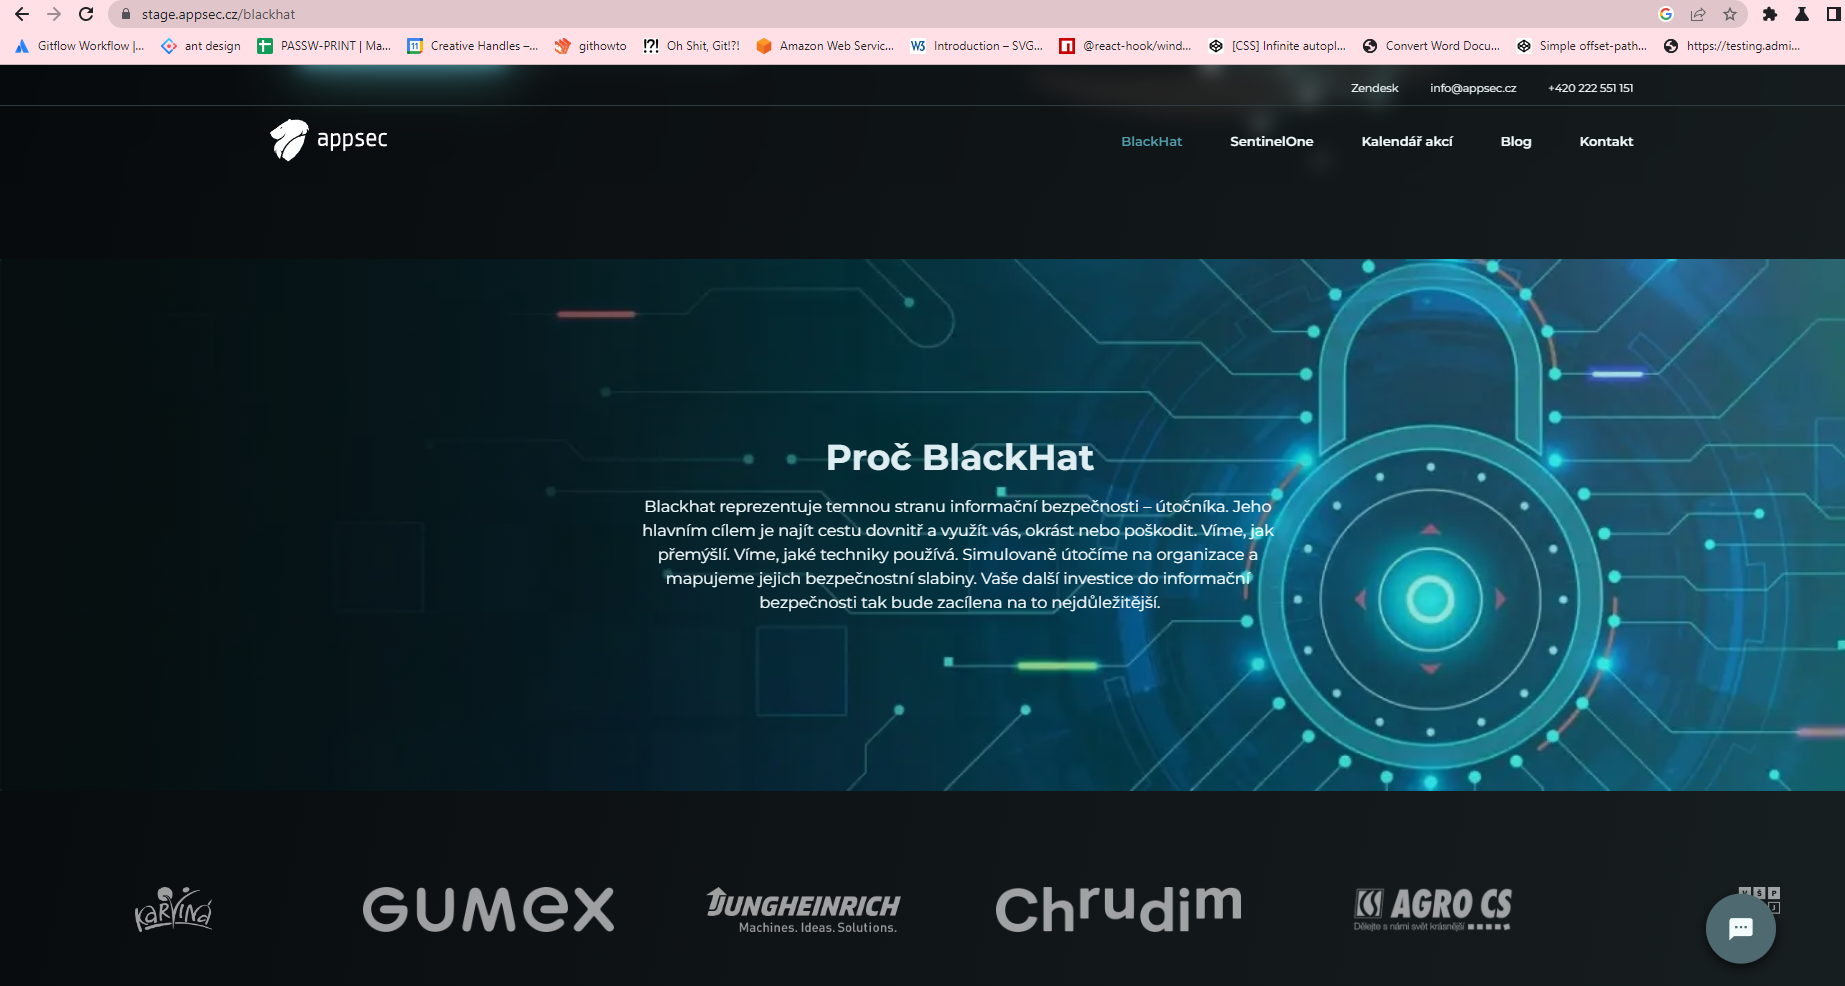 stage.appsec.cz/blackhat
Gitflow Workflow |...
ant design
PASSW-PRINT | Ma...
Creative Handles –...
githowto
Oh Shit, Git!?!
Amazon Web Servic...
Introduction – SVG...
@react-hook/wind...
[CSS] Infinite autopl...
Convert Word Docu...
Simple offset-path...
https://testing.admi...
Zendesk
info@appsec.cz
+420 222 551 151
appsec
BlackHat
SentinelOne
Kalendář akcí
Blog
Kontakt
Proč BlackHat
Blackhat reprezentuje temnou stranu informační bezpečnosti – útočníka. Jeho
hlavním cílem je najít cestu dovnitř a využít vás, okrást nebo poškodit. Víme, jak
přemýšlí. Víme, jaké techniky používá. Simulovaně útočíme na organizace a
mapujeme jejich bezpečnostní slabiny. Vaše další investice do informační
bezpečnosti tak bude zacílena na to nejdůležitější.
Karviná
GUMEX
JUNGHEINRICH
Machines. Ideas. Solutions.
Chrudim
AGRO CS
Dělejte s námi svět krásnější